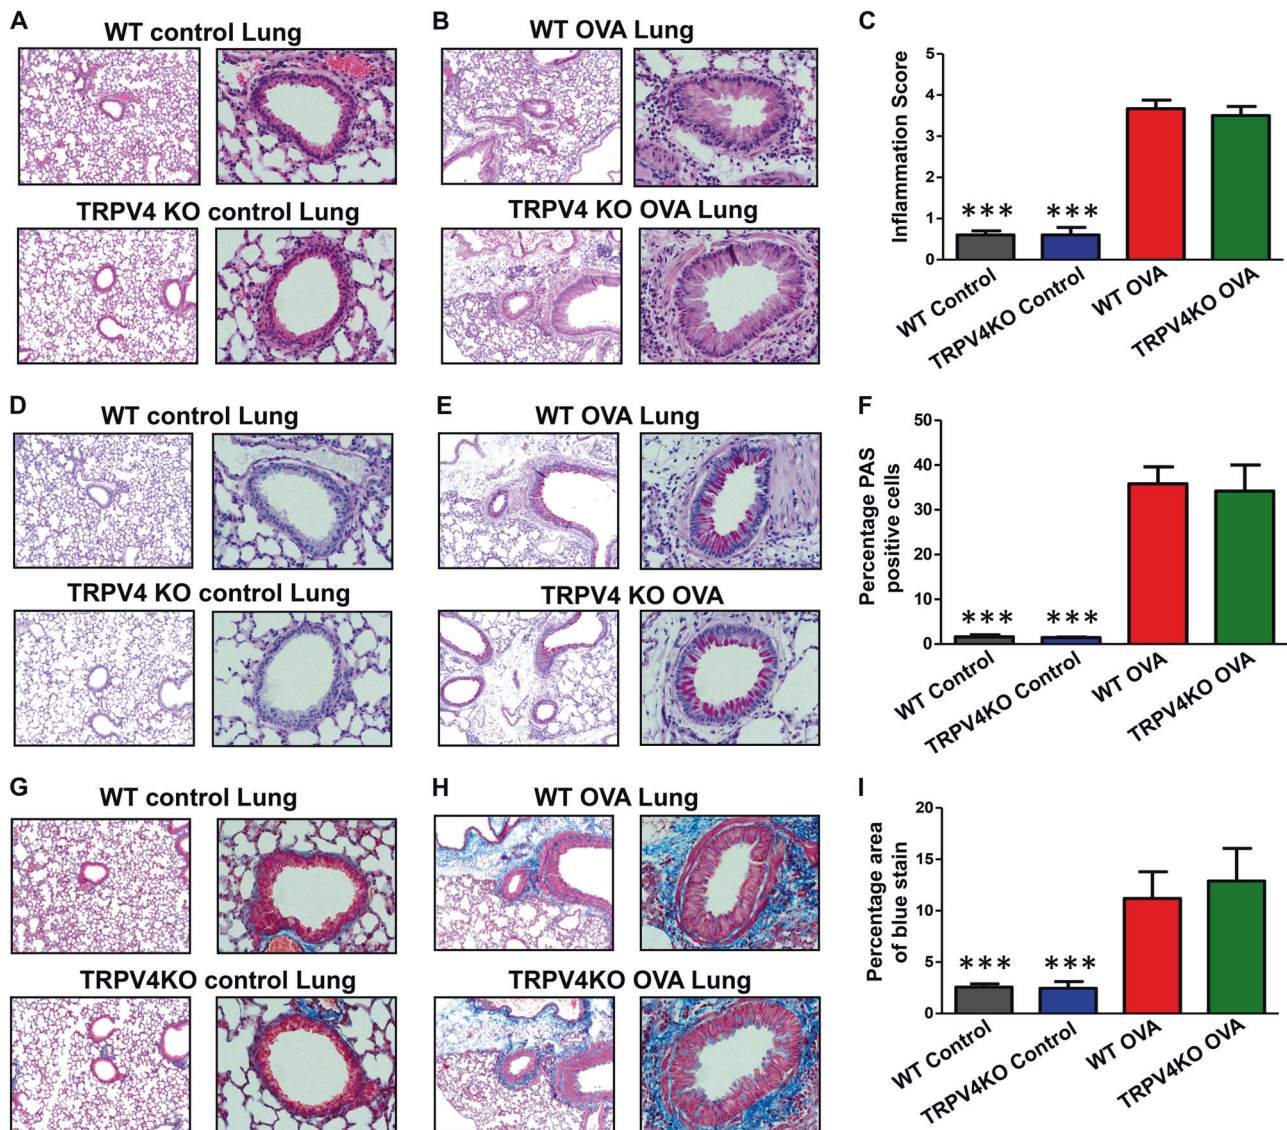 A
WT control Lung
TRPV4 KO control Lung
B
WT OVA Lung
TRPV4 KO OVA Lung
C
Inflammation Score
5
4
3
2
1
0
***
***
WT Control
TRPV4KO Control
WT OVA
TRPV4KO OVA
D
WT control Lung
TRPV4 KO control Lung
E
WT OVA Lung
TRPV4 KO OVA
F
Percentage PAS
positive cells
50
40
30
20
10
0
***
***
WT Control
TRPV4KO Control
WT OVA
TRPV4KO OVA
G
WT control Lung
TRPV4KO control Lung
H
WT OVA Lung
TRPV4KO OVA Lung
I
Percentage area
of blue stain
20
15
10
5
0
***
***
WT Control
TRPV4KO Control
WT OVA
TRPV4KO OVA